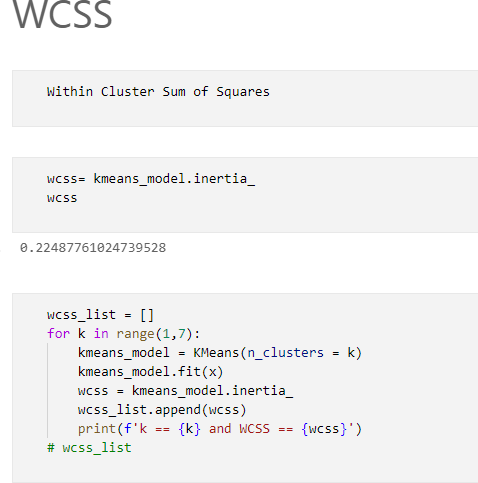 WCSS
Within Cluster Sum of Squares
wcss= kmeans_model.inertia_
wcss
0.22487761024739528
wcss_list = []
for k in range(1,7):
    kmeans_model = KMeans(n_clusters = k)
    kmeans_model.fit(x)
    wcss = kmeans_model.inertia_
    wcss_list.append(wcss)
    print(f'k == {k} and WCSS == {wcss}')
# wcss_list